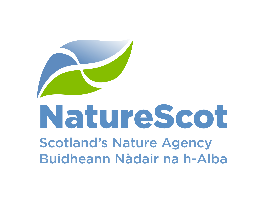 NatureScot
Scotland's Nature Agency
Buidheann Nàdair na h-Alba